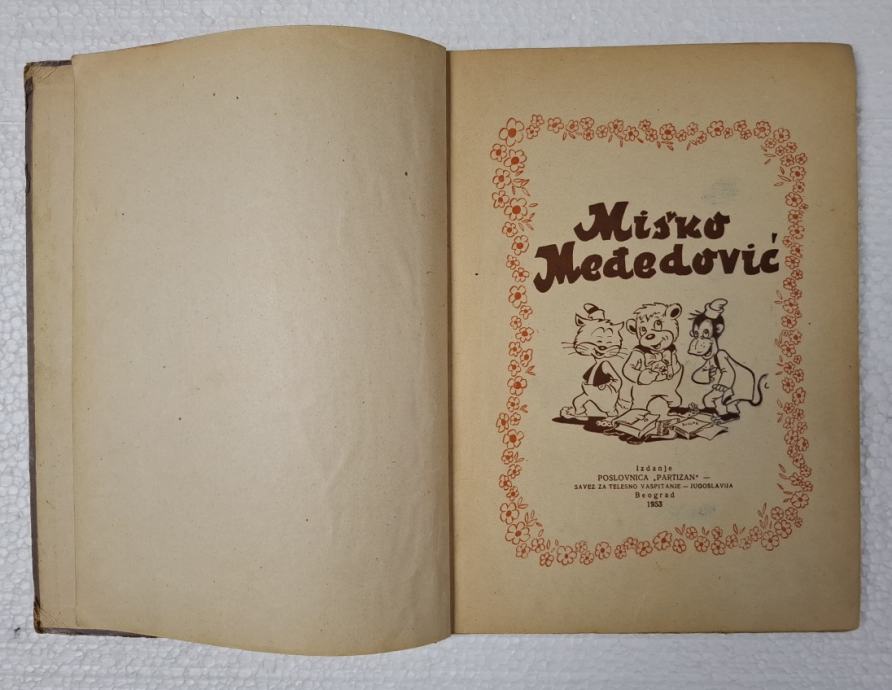 Miško
Međedović
Izdanje
POSLOVNICA „PARTIZAN“ —
SAVEZ ZA TELESNO VASPITANJE — JUGOSLAVIJA
Beograd
1953